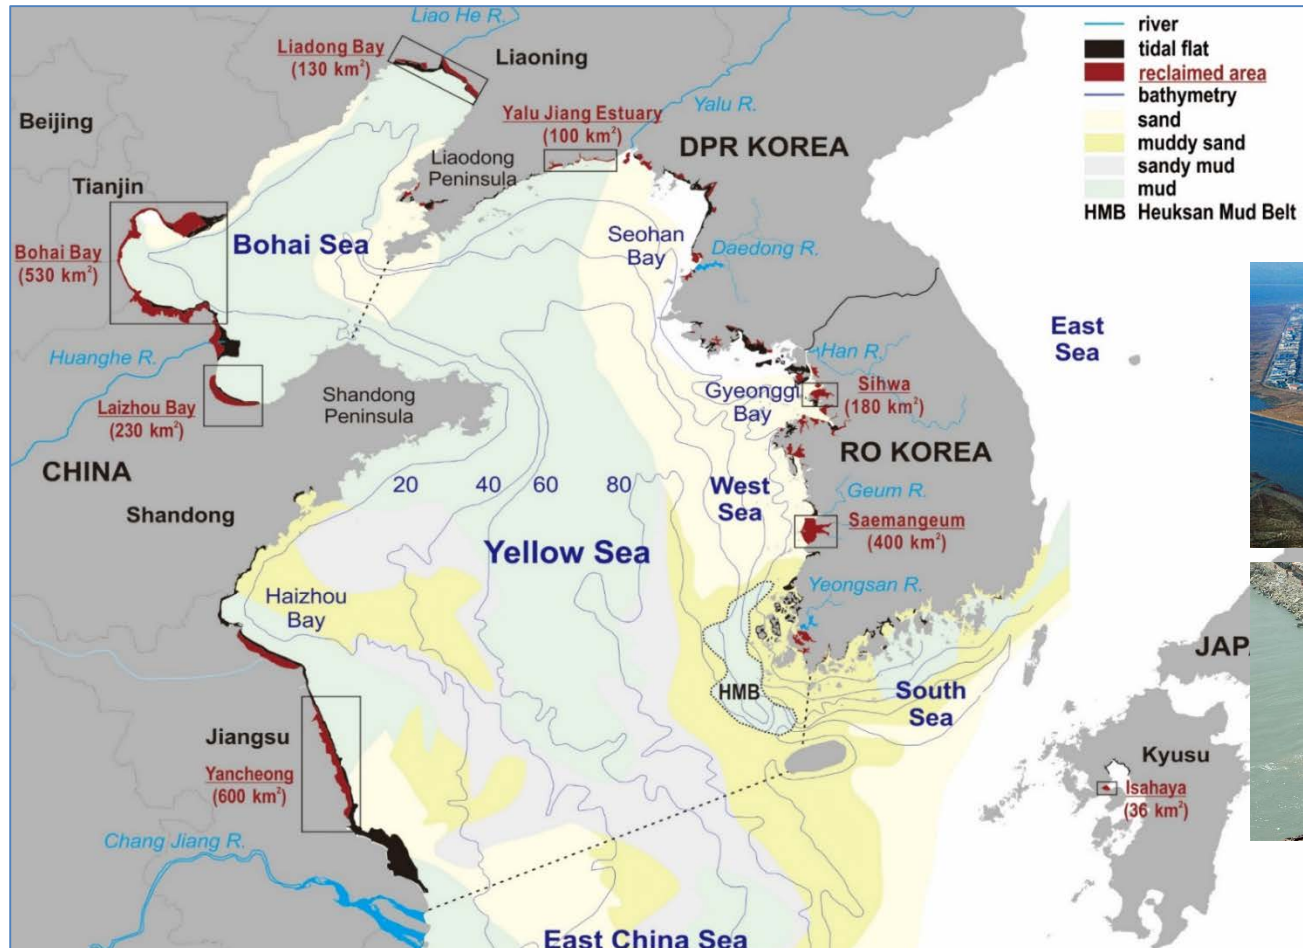 Liao He R.
Liadong Bay
(130 km²)
Liaoning
Beijing
Yalu Jiang Estuary
(100 km²)
Yalu R.
DPR KOREA
Tianjin
Liaodong
Peninsula
Bohai Bay
(530 km²)
Bohai Sea
Seohan
Bay
Daedong R.
Huanghe R.
Laizhou Bay
(230 km²)
Shandong
Peninsula
Han R.
Gyeonggi
Bay
Sihwa
(180 km²)
East
Sea
CHINA
RO KOREA
20 40 60 80
West
Sea
Geum R.
Shandong
Saemangeum
(400 km²)
Yellow Sea
Yeongsan R.
Haizhou
Bay
HMB
South
Sea
Jiangsu
Yancheong
(600 km²)
Chang Jiang R.
East China Sea
JAPA
Kyusu
Isahaya
(36 km²)
river
tidal flat
reclaimed area
bathymetry
sand
muddy sand
sandy mud
mud
HMB Heuksan Mud Belt